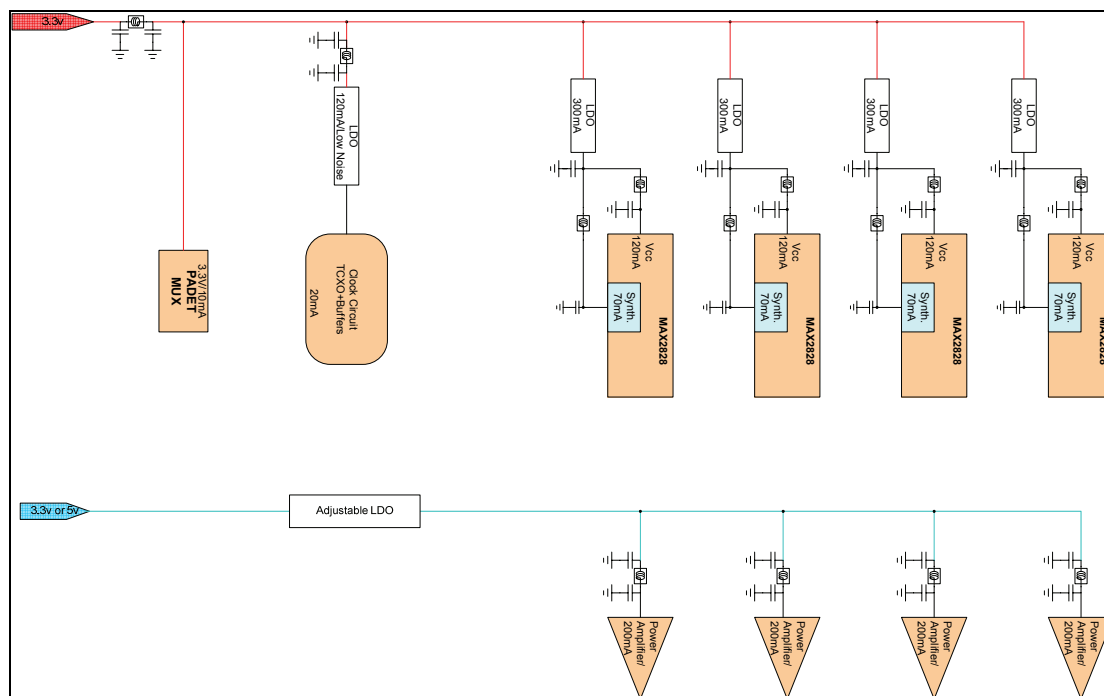 3.3v
LDO
120mA/Low Noise
LDO
300mA
LDO
300mA
LDO
300mA
LDO
300mA
3.3V/10mA
PADET
MUX
Clock Circuit
TCXO+Buffers
20mA
Vcc
120mA
Synth.
70mA
MAX2828
Vcc
120mA
Synth.
70mA
MAX2828
Vcc
120mA
Synth.
70mA
MAX2828
Vcc
120mA
Synth.
70mA
MAX2828
3.3v or 5v
Adjustable LDO
Power
Amplifier/
200mA
Power
Amplifier/
200mA
Power
Amplifier/
200mA
Power
Amplifier/
200mA